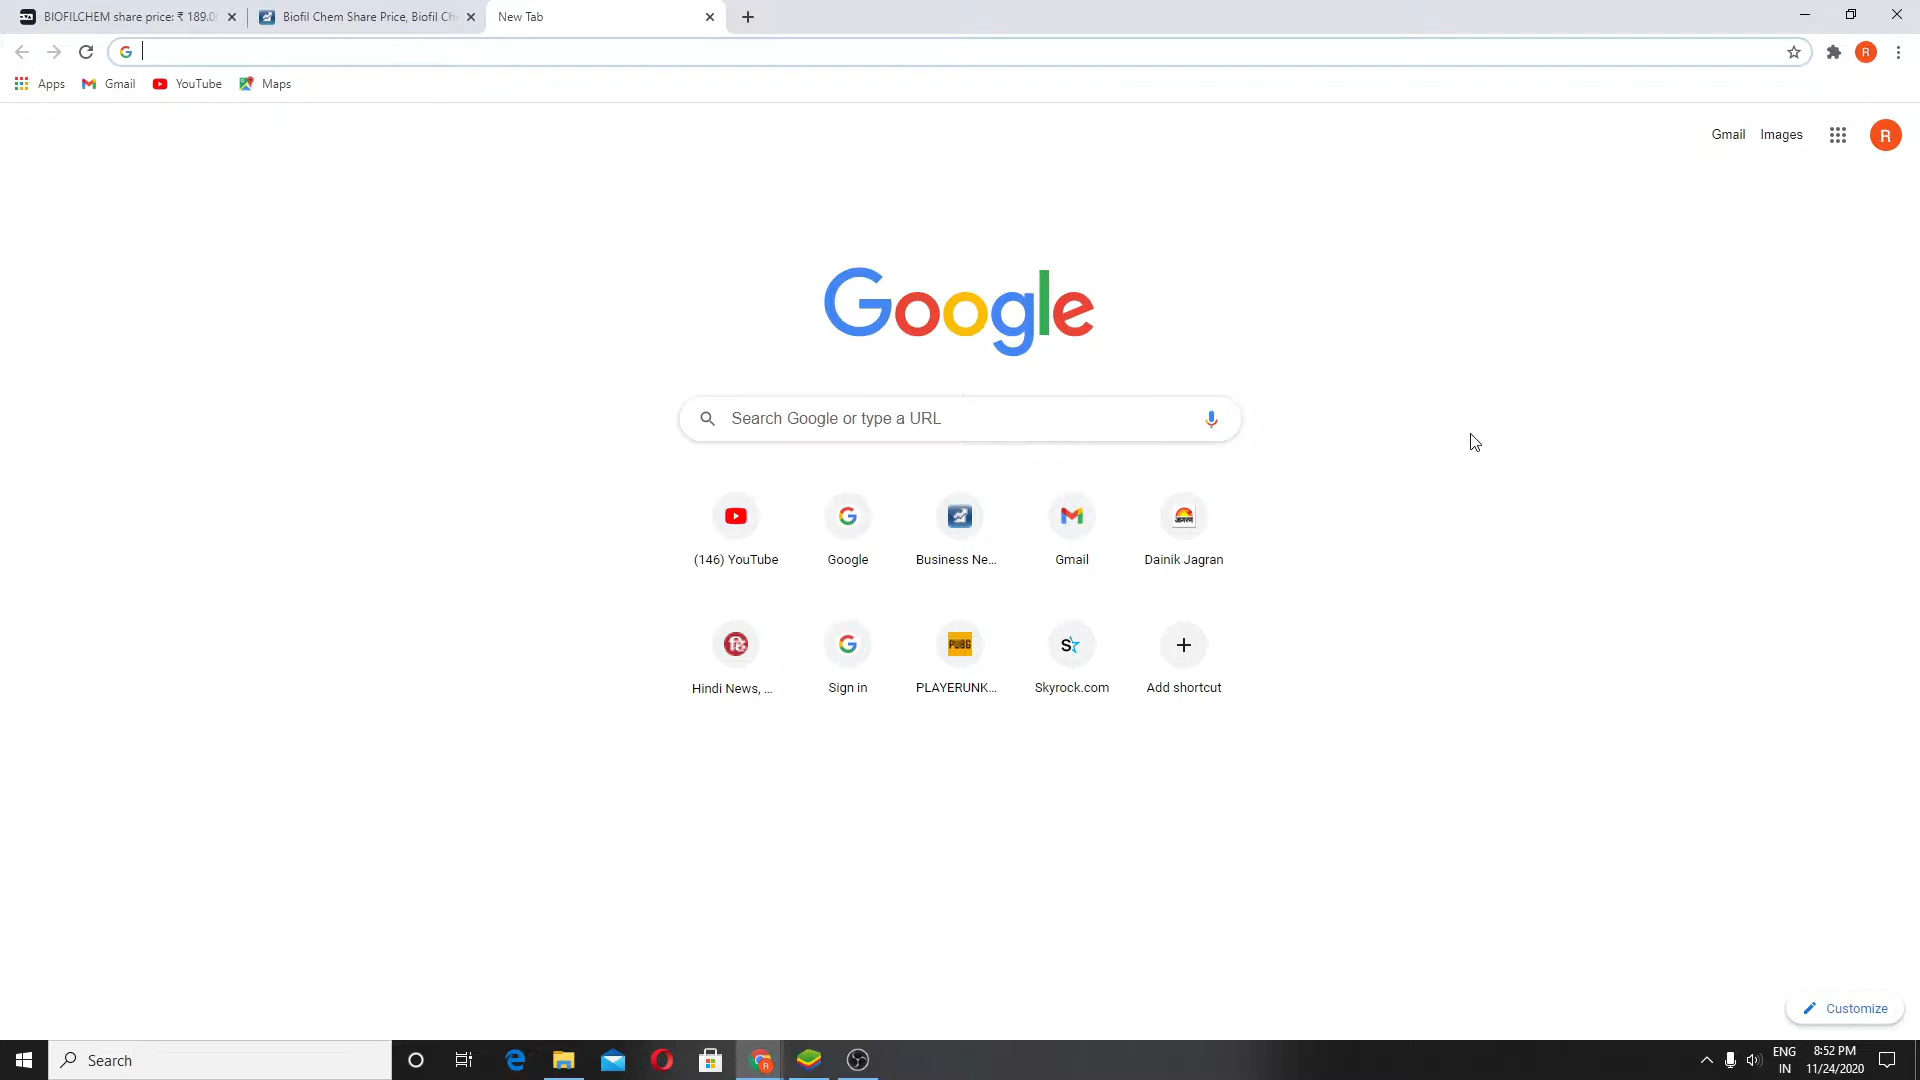 BIOFILCHEM share price: ₹ 189.0
Biofil Chem Share Price, Biofil Ch
New Tab
Apps
Gmail
YouTube
Maps
Gmail
Images
R
R
Google
Search Google or type a URL
(146) YouTube
Google
Business Ne...
Gmail
Dainik Jagran
जागरण
PUBG
S
Hindi News, ...
Sign in
PLAYERUNK...
Skyrock.com
Add shortcut
Customize
Search
R
ENG
IN
8:52 PM
11/24/2020